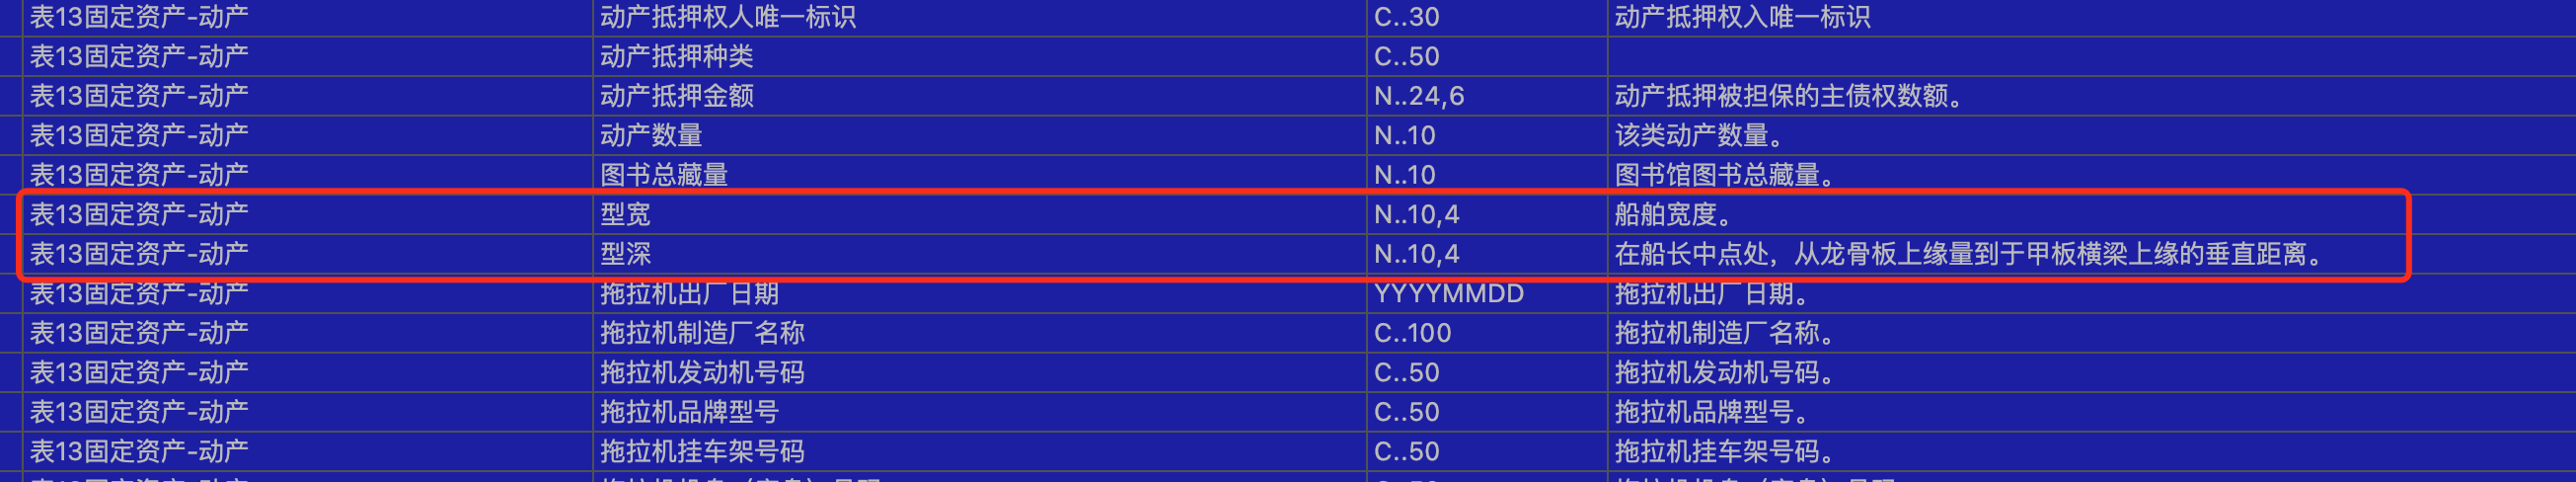 表13固定资产-动产 动产抵押权人唯一标识 C..30 动产抵押权入唯一标识
表13固定资产-动产 动产抵押种类 C..50
表13固定资产-动产 动产抵押金额 N..24,6 动产抵押被担保的主债权数额。
表13固定资产-动产 动产数量 N..10 该类动产数量。
表13固定资产-动产 图书总藏量 N..10 图书馆图书总藏量。
表13固定资产-动产 型宽 N..10,4 船舶宽度。
表13固定资产-动产 型深 N..10,4 在船长中点处，从龙骨板上缘量到于甲板横梁上缘的垂直距离。
表13固定资产-动产 拖拉机出厂日期 YYYYMMDD 拖拉机出厂日期。
表13固定资产-动产 拖拉机制造厂名称 C..100 拖拉机制造厂名称。
表13固定资产-动产 拖拉机发动机号码 C..50 拖拉机发动机号码。
表13固定资产-动产 拖拉机品牌型号 C..50 拖拉机品牌型号。
表13固定资产-动产 拖拉机挂车架号码 C..50 拖拉机挂车架号码。